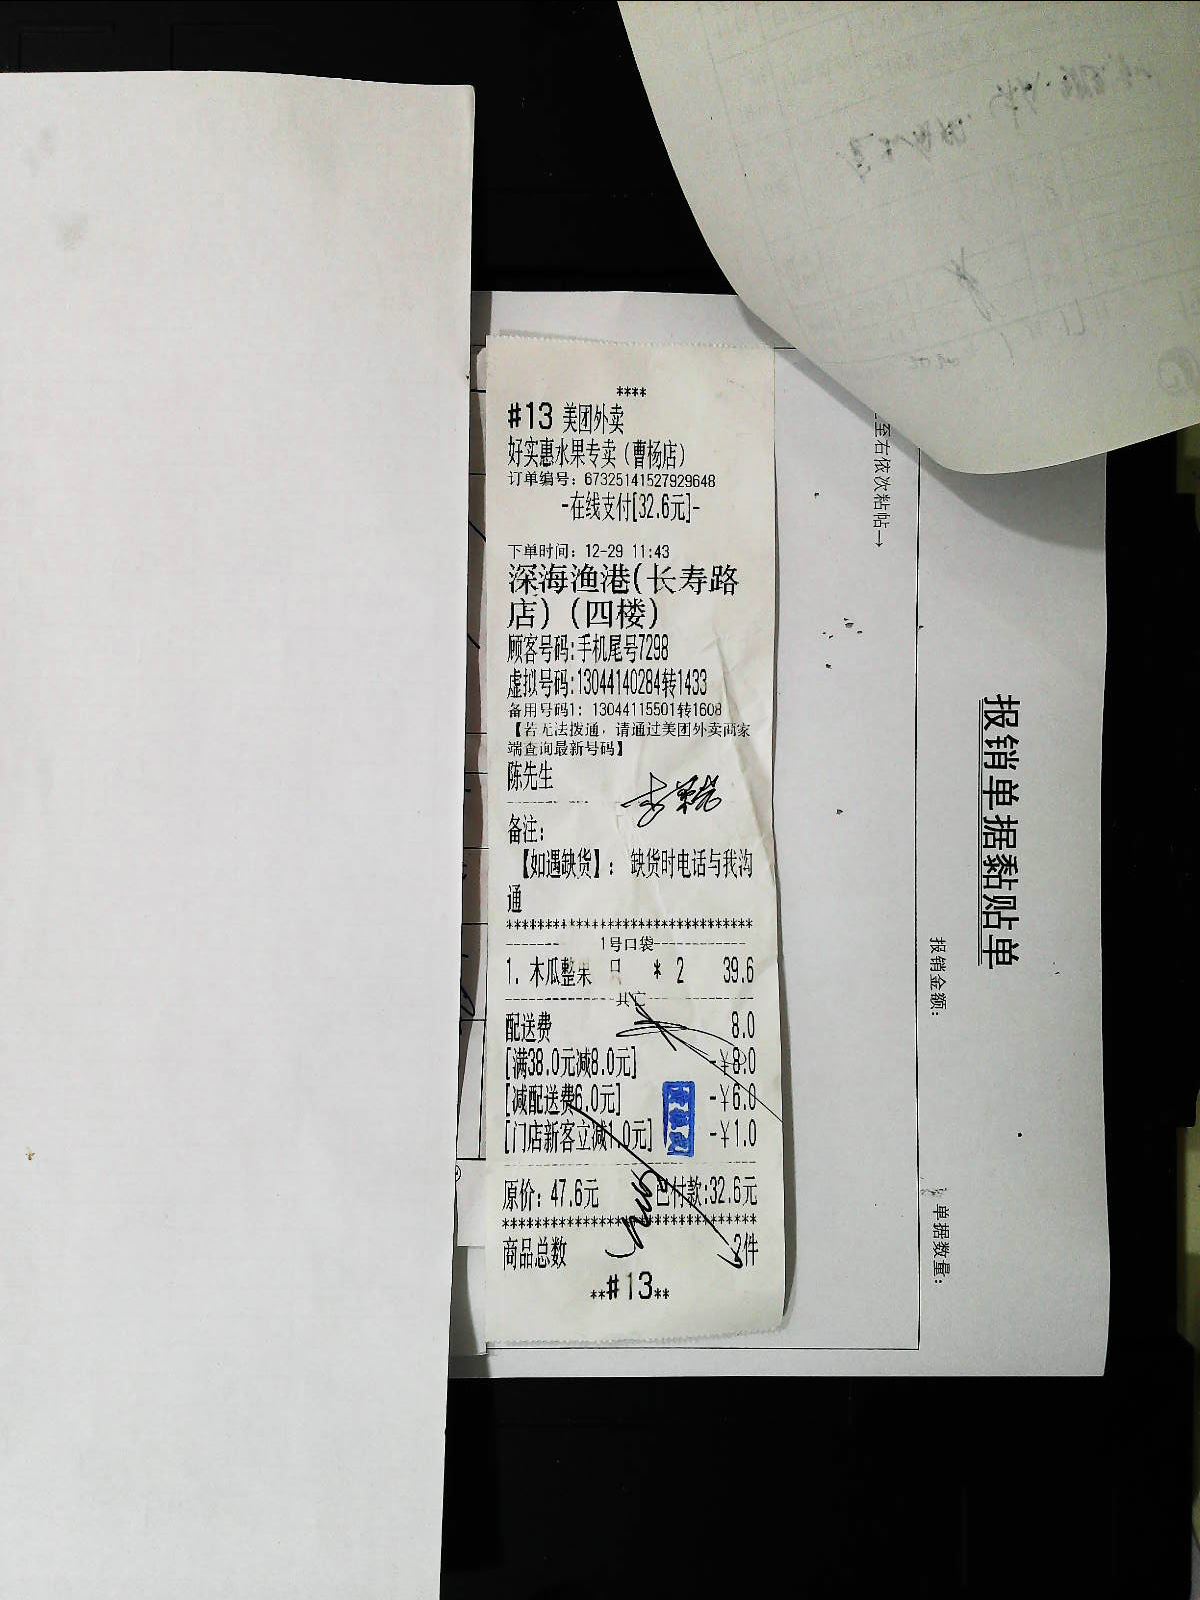 ****
#13 美团外卖
好实惠水果专卖（曹杨店）
订单编号：67325141527929648
-在线支付[32.6元]-
下单时间：12-29 11:43
深海渔港(长寿路
店)（四楼）
顾客号码:手机尾号7298
虚拟号码:13044140284转1433
备用号码1：13044115501转1608
【若无法拨通，请通过美团外卖商家
端查询最新号码】
陈先生
备注：
【如遇缺货】：缺货时电话与我沟
通
********************************
1号口袋
1. 木瓜整果 只 * 2 39.6
其它
配送费 8.0
[满38.0元减8.0元] -￥8.0
[减配送费6.0元] -￥6.0
[门店新客立减1.0元] -￥1.0
原价：47.6元 已付款:32.6元
********************************
商品总数 2件
**#13**
至右依次粘帖→
报销单据黏贴单
报销金额：
单据数量：